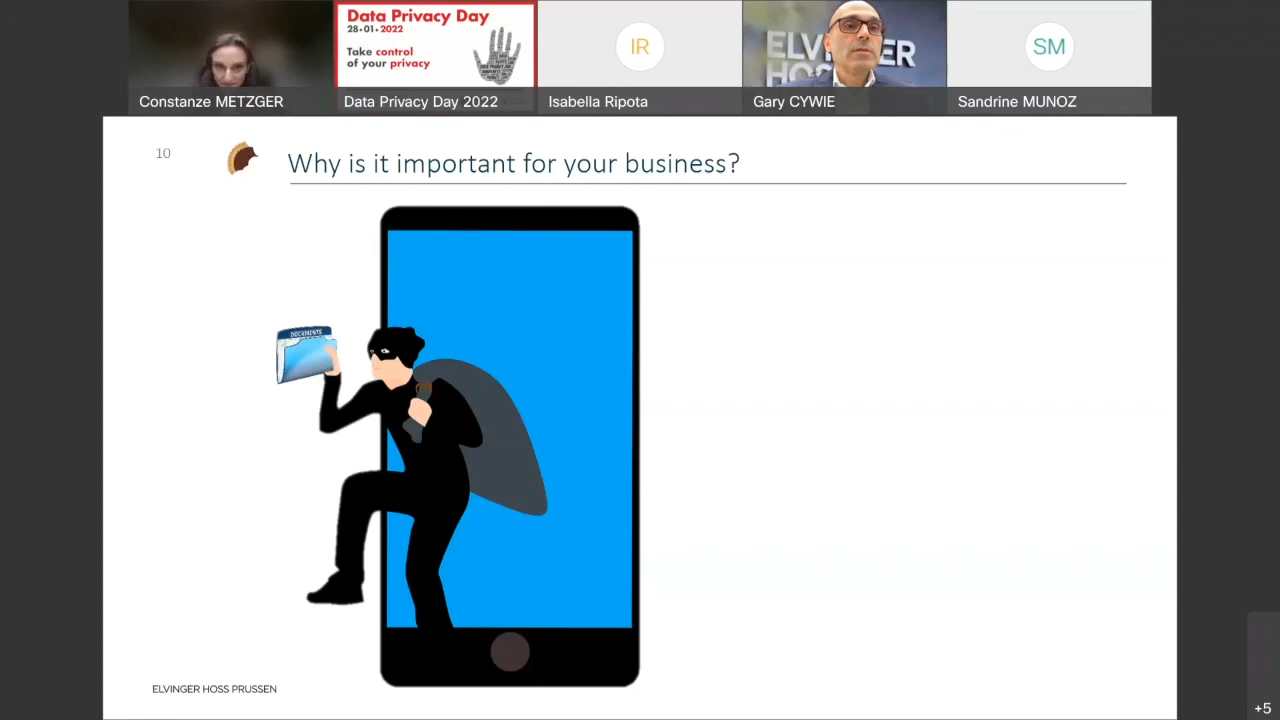 Data Privacy Day
28•01•2022
Take control
of your privacy
IR
ELVINGER
HOSS
SM
Constanze METZGER
Data Privacy Day 2022
Isabella Ripota
Gary CYWIE
Sandrine MUNOZ
10
Why is it important for your business?
DOCUMENTS
ELVINGER HOSS PRUSSEN
+5